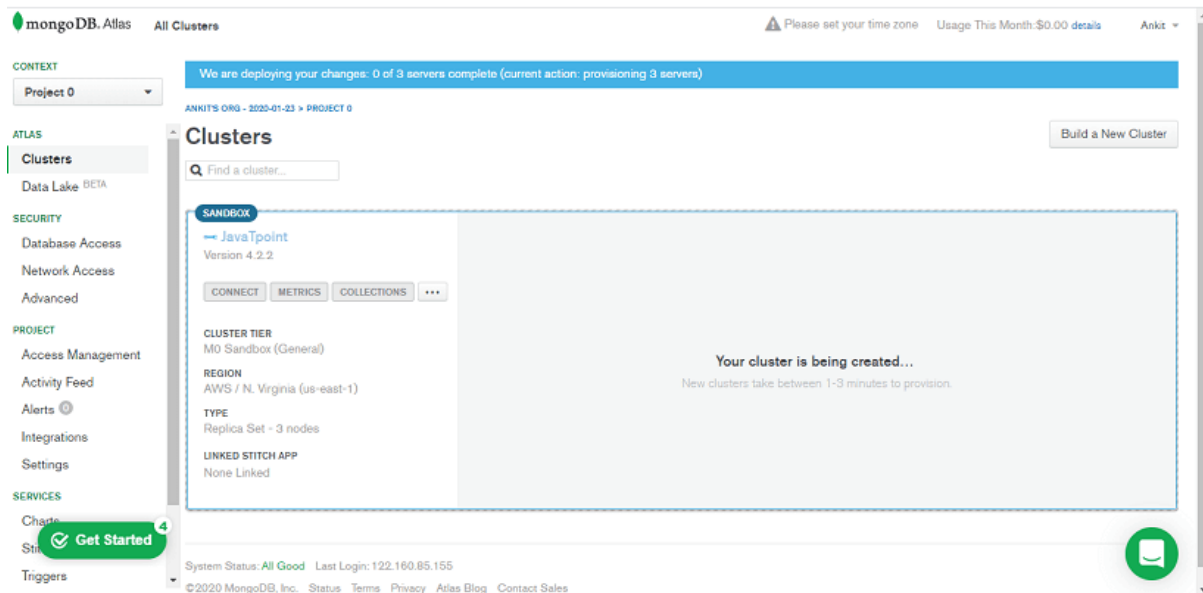 mongoDB. Atlas All Clusters Please set your time zone Usage This Month:$0.00 details Ankit
CONTEXT
Project 0
We are deploying your changes: 0 of 3 servers complete (current action: provisioning 3 servers)
ANKIT'S ORG - 2020-01-23 > PROJECT 0
ATLAS
Clusters
Build a New Cluster
Clusters
Find a cluster...
Data Lake BETA
SECURITY
Database Access
Network Access
Advanced
PROJECT
Access Management
Activity Feed
Alerts 0
Integrations
Settings
SERVICES
Charts
Triggers
Get Started
4
SANDBOX
JavaTpoint
Version 4.2.2
CONNECT METRICS COLLECTIONS ...
CLUSTER TIER
M0 Sandbox (General)
REGION
AWS / N. Virginia (us-east-1)
TYPE
Replica Set - 3 nodes
LINKED STITCH APP
None Linked
Your cluster is being created...
New clusters take between 1-3 minutes to provision.
System Status: All Good Last Login: 122.160.85.155
©2020 MongoDB, Inc. Status Terms Privacy Atlas Blog Contact Sales